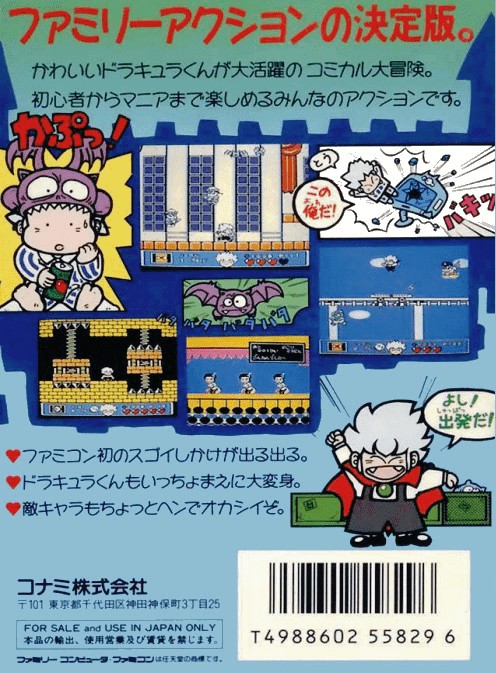 ファミリーアクションの決定版。
かわいいドラキュラくんが大活躍のコミカル大冒険。
初心者からマニアまで楽しめるみんなのアクションです。
かぷっ!
この
俺だ!
バキッ
パタパタパタパタ
よし!
出発だ!
♥ファミコン初のスゴイしかけが出る出る。
♥ドラキュラくんもいっちょまえに大変身。
♥敵キャラもちょっとヘンでオカシイぞ。
コナミ株式会社
〒101 東京都千代田区神田神保町3丁目25
FOR SALE and USE IN JAPAN ONLY
本品の輸出、使用営業及び賃貸を禁じます。
ファミリーコンピュータ・ファミコンは任天堂の商標です。
T4988602 55829 6